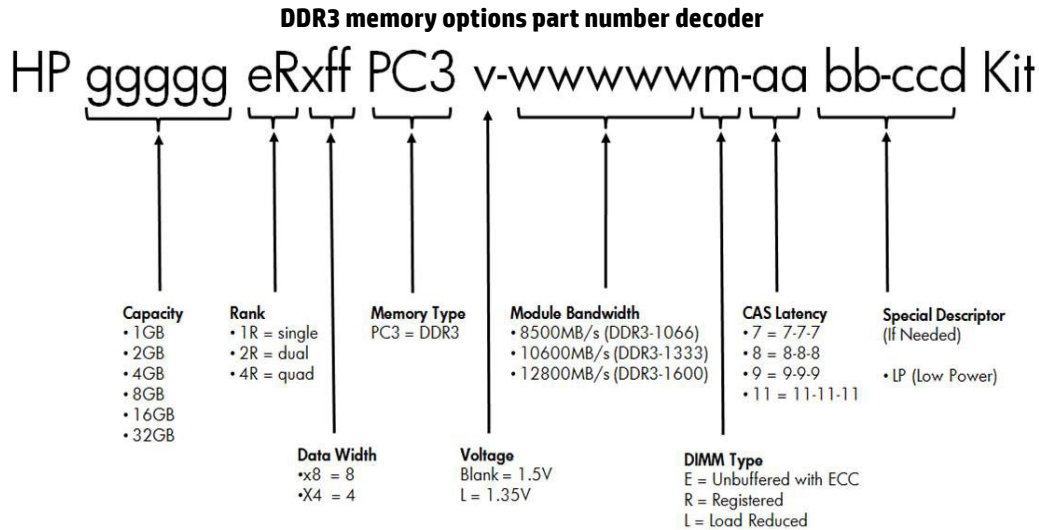 DDR3 memory options part number decoder
HP ggggg eRxff PC3 v-wwwwwm-aa bb-ccd Kit
Capacity
• 1GB
• 2GB
• 4GB
• 8GB
• 16GB
• 32GB
Rank
• 1R = single
• 2R = dual
• 4R = quad
Memory Type
PC3 = DDR3
Module Bandwidth
• 8500MB/s (DDR3-1066)
• 10600MB/s (DDR3-1333)
• 12800MB/s (DDR3-1600)
CAS Latency
• 7 = 7-7-7
• 8 = 8-8-8
• 9 = 9-9-9
• 11 = 11-11-11
Special Descriptor
(If Needed)
• LP (Low Power)
Data Width
•x8 = 8
•X4 = 4
Voltage
Blank = 1.5V
L = 1.35V
DIMM Type
E = Unbuffered with ECC
R = Registered
L = Load Reduced